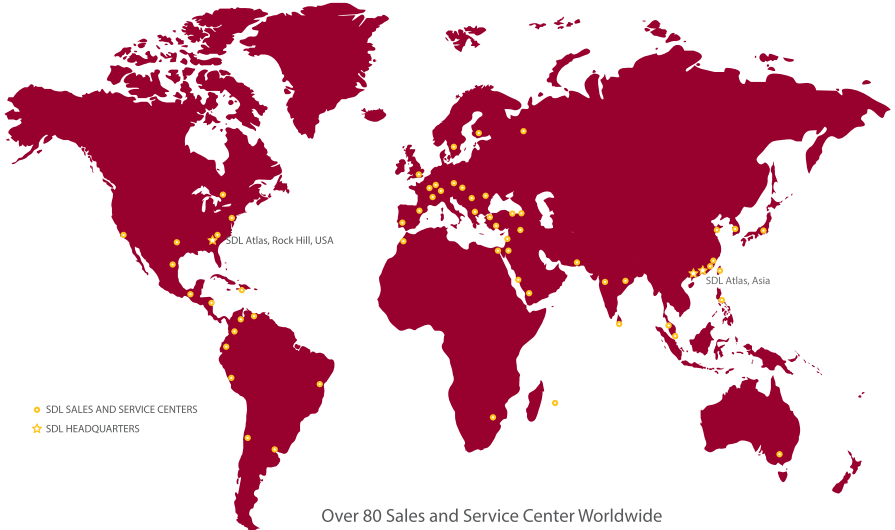 SDL Atlas, Rock Hill, USA
SDL Atlas, Asia
SDL SALES AND SERVICE CENTERS
SDL HEADQUARTERS
Over 80 Sales and Service Center Worldwide